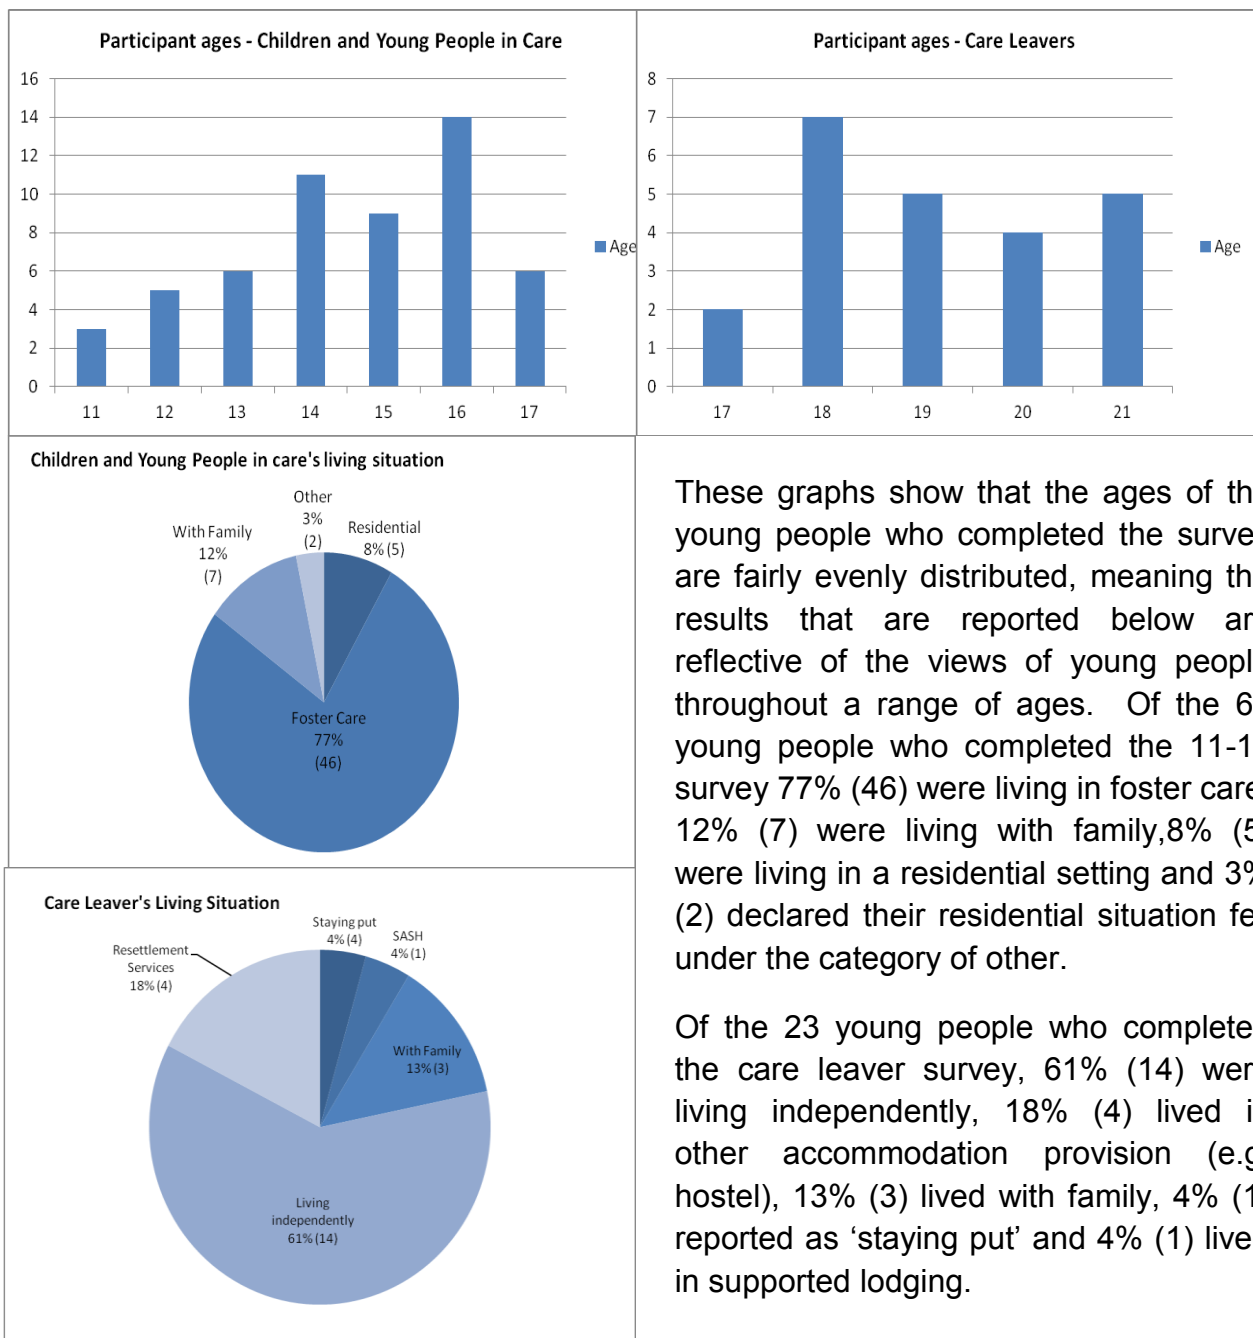 Participant ages - Children and Young People in Care
16
14
12
10
8
6
4
2
0
11 12 13 14 15 16 17
Age
Participant ages - Care Leavers
8
7
6
5
4
3
2
1
0
17 18 19 20 21
Age
Children and Young People in care's living situation
Other
3%
(2)
Residential
8% (5)
With Family
12%
(7)
Foster Care
77%
(46)
Care Leaver's Living Situation
Staying put
4% (4)
SASH
4% (1)
Resettlement
Services
18% (4)
With Family
13% (3)
Living
independently
61% (14)
These graphs show that the ages of th
young people who completed the surve
are fairly evenly distributed, meaning th
results that are reported below ar
reflective of the views of young peopl
throughout a range of ages. Of the 6
young people who completed the 11-1
survey 77% (46) were living in foster care
12% (7) were living with family,8% (5
were living in a residential setting and 3%
(2) declared their residential situation fe
under the category of other.
Of the 23 young people who complete
the care leaver survey, 61% (14) wer
living independently, 18% (4) lived i
other accommodation provision (e.g
hostel), 13% (3) lived with family, 4% (1
reported as ‘staying put’ and 4% (1) live
in supported lodging.